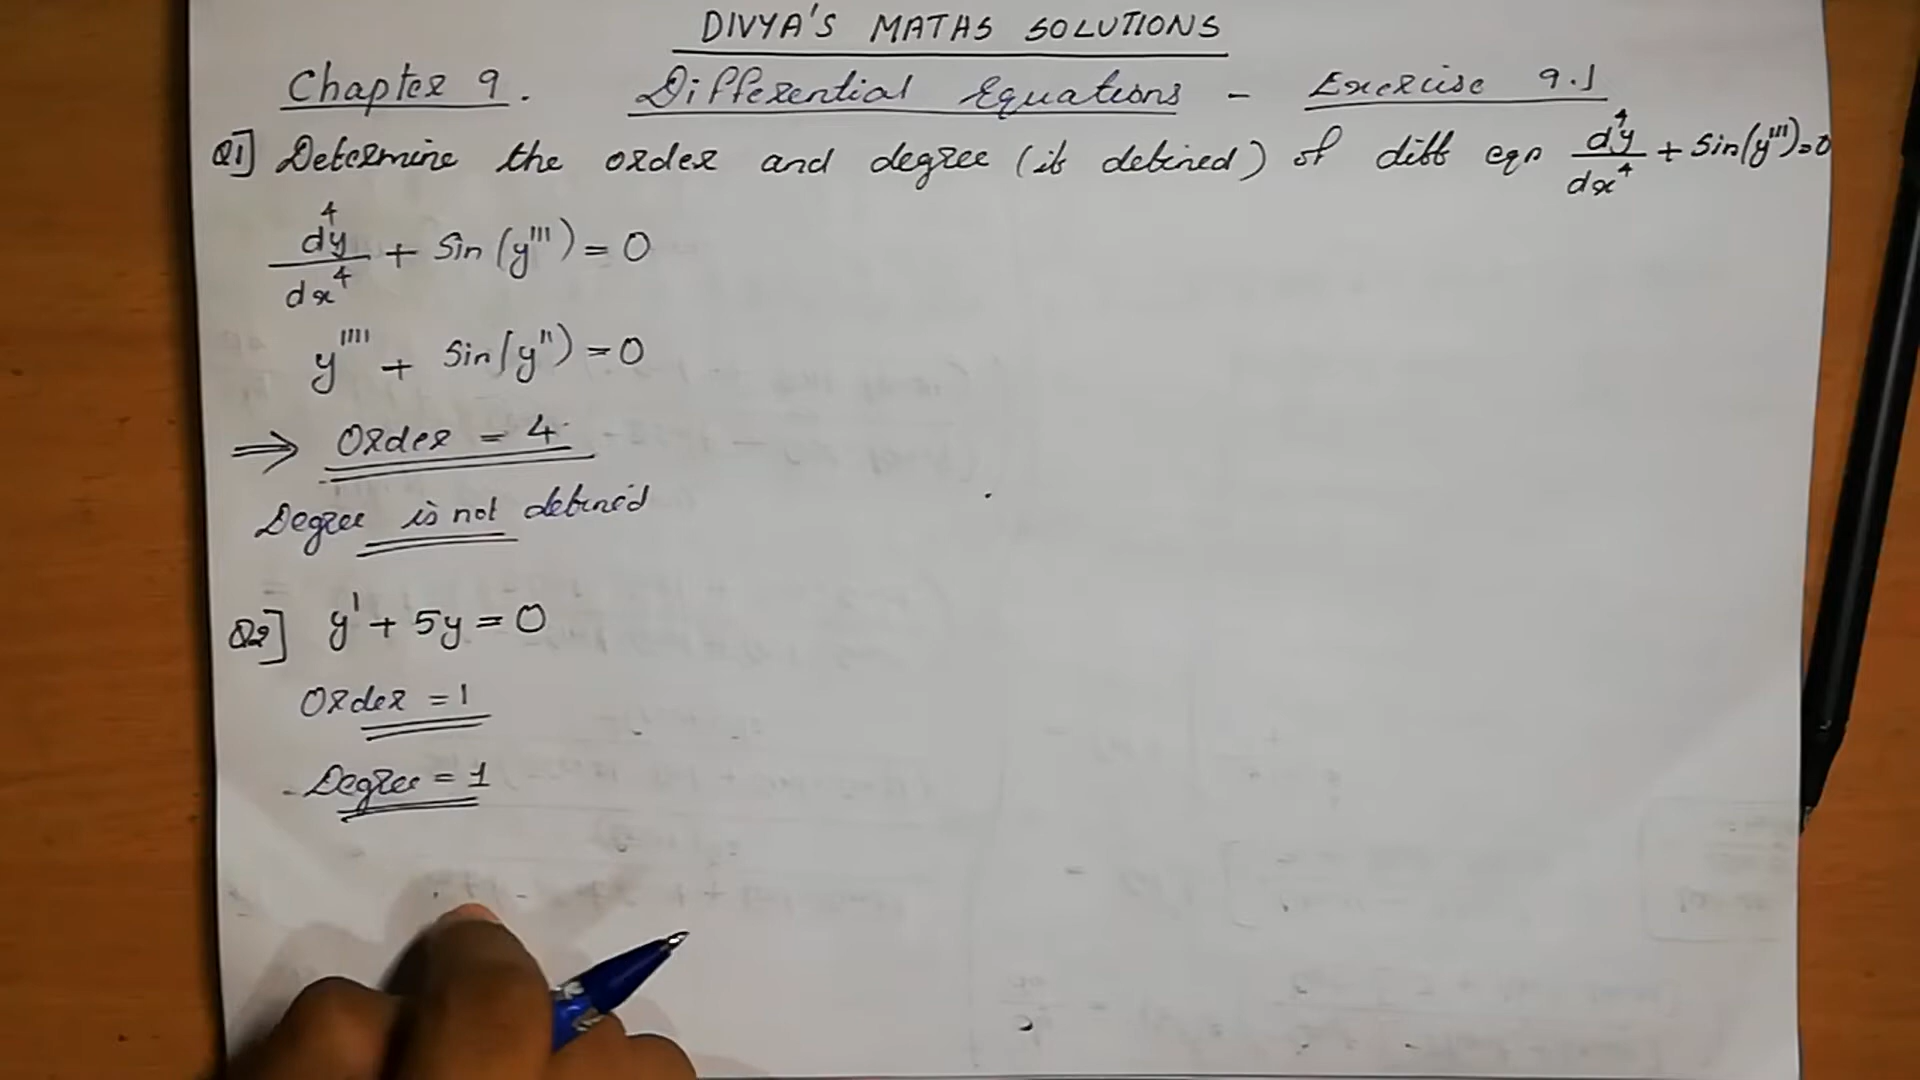 DIVYA'S MATHS SOLUTIONS
Chapter 9. Differential Equations - Exercise 9.1
Q1] Determine the order and degree (if defined) of diff eqn d⁴y/dx⁴ + Sin(y''')=0
d⁴y/dx⁴ + Sin(y''') = 0
y'''' + Sin(y'') = 0
⇒ Order = 4
Degree is not defined
Q2] y' + 5y = 0
Order = 1
Degree = 1